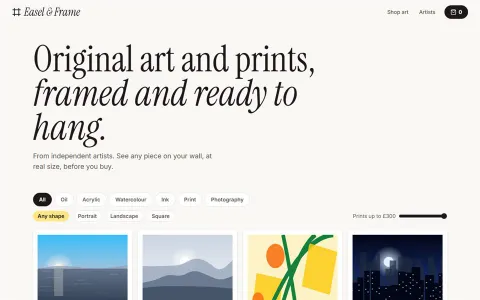 Easel & Frame
Shop art
Artists
0
Original art and prints,
framed and ready to
hang.
From independent artists. See any piece on your wall, at
real size, before you buy.
All
Oil
Acrylic
Watercolour
Ink
Print
Photography
Any shape
Portrait
Landscape
Square
Prints up to £300